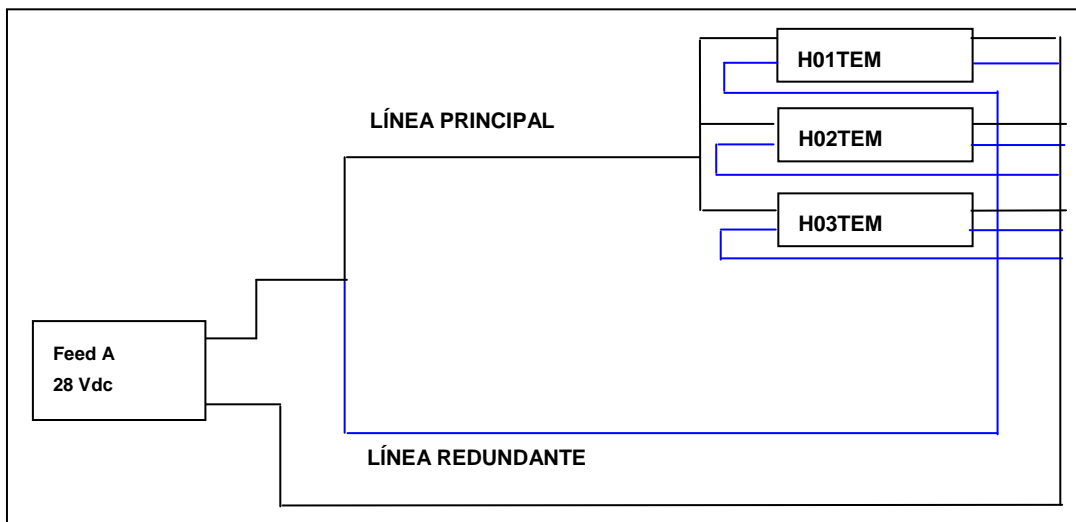 H01TEM
LÍNEA PRINCIPAL
H02TEM
H03TEM
Feed A
28 Vdc
LÍNEA REDUNDANTE